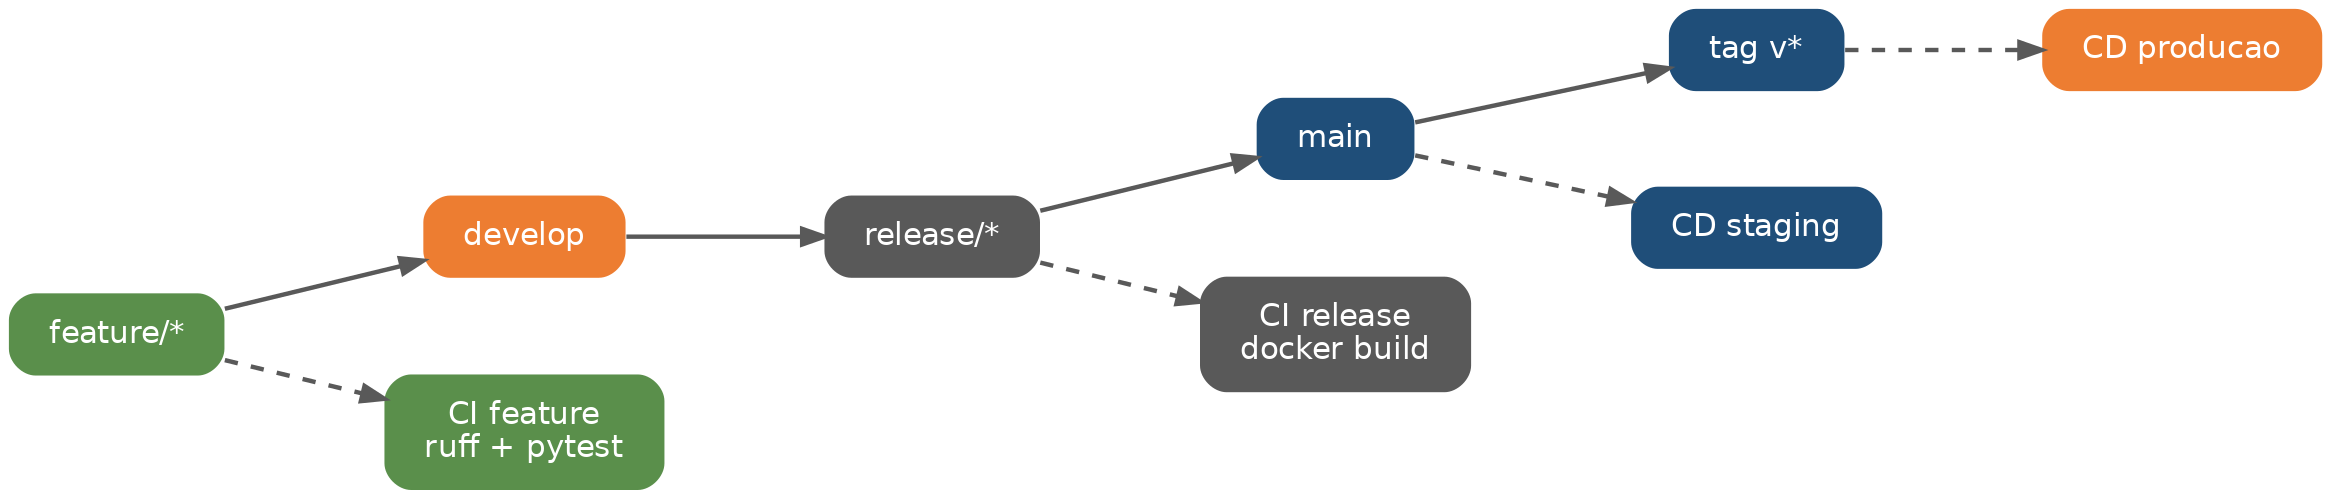 feature/*
CI feature
ruff + pytest
develop
release/*
CI release
docker build
main
CD staging
tag v*
CD producao